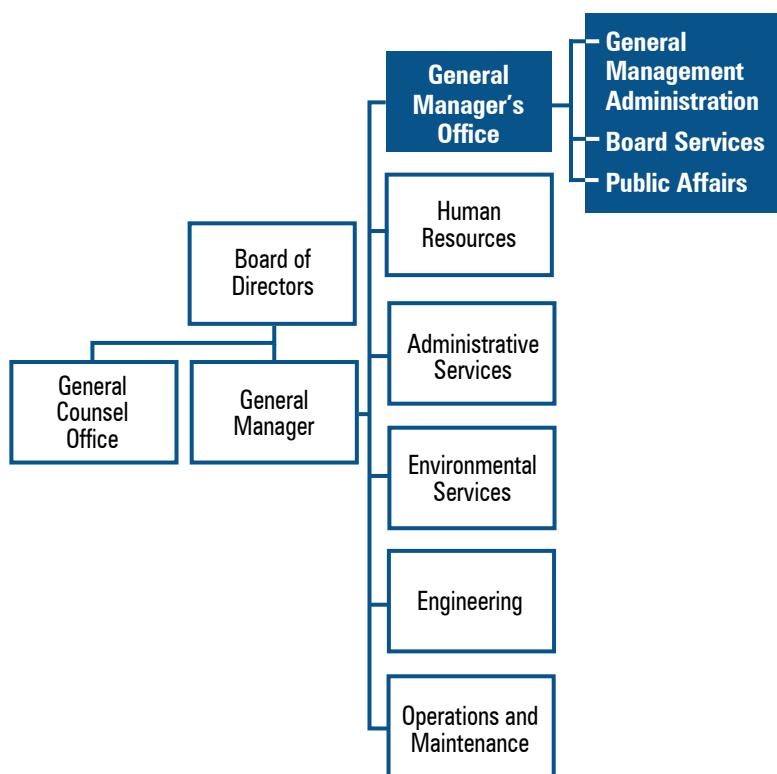 General
Manager's
Office
General
Management
Administration
Board Services
Public Affairs
Human
Resources
Board of
Directors
Administrative
Services
General
Counsel
Office
General
Manager
Environmental
Services
Engineering
Operations and
Maintenance